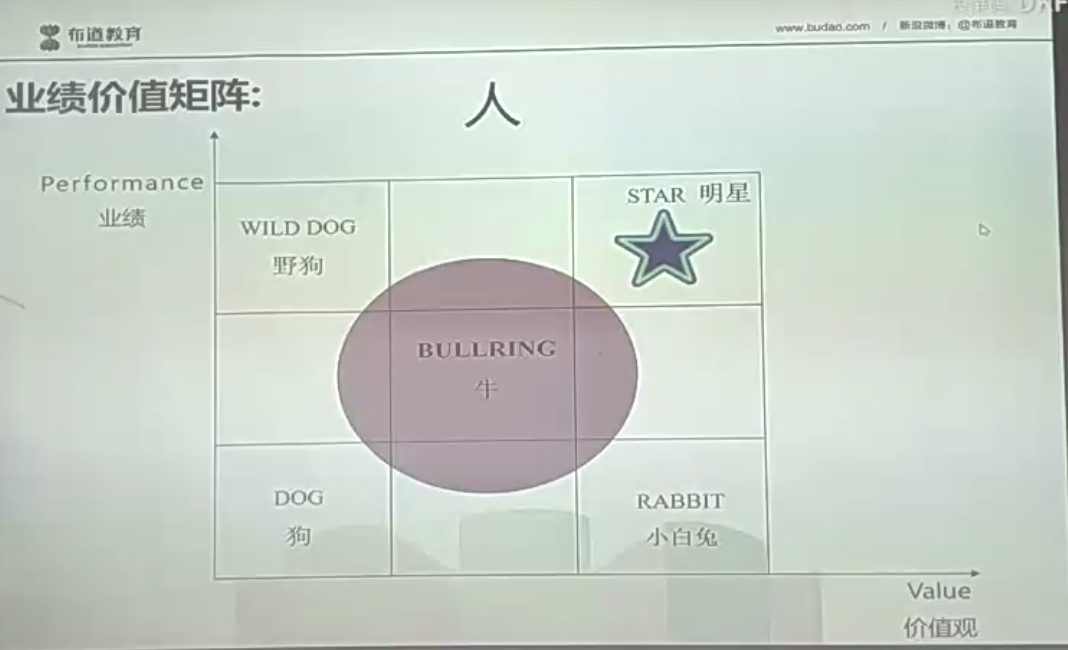 布道教育
www.budao.com / 新浪微博：@布道教育
业绩价值矩阵:
人
Performance
业绩
WILD DOG
野狗
STAR 明星
BULLRING
牛
DOG
狗
RABBIT
小白兔
Value
价值观